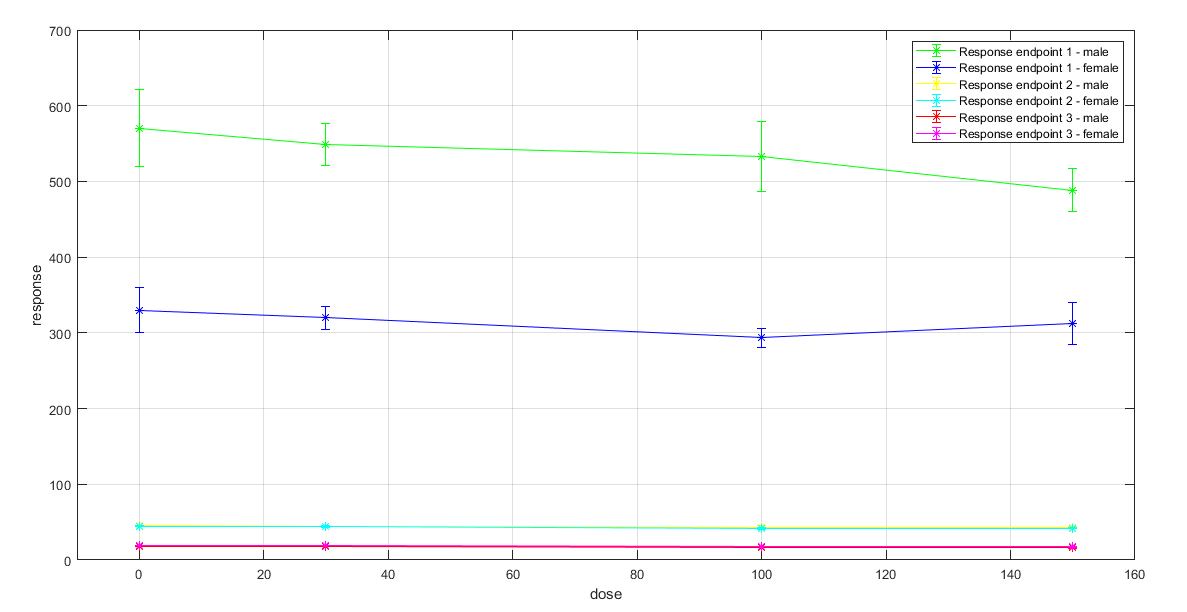 700
600
500
400
300
200
100
0
response
0 20 40 60 80 100 120 140 160
dose
Response endpoint 1 - male
Response endpoint 1 - female
Response endpoint 2 - male
Response endpoint 2 - female
Response endpoint 3 - male
Response endpoint 3 - female